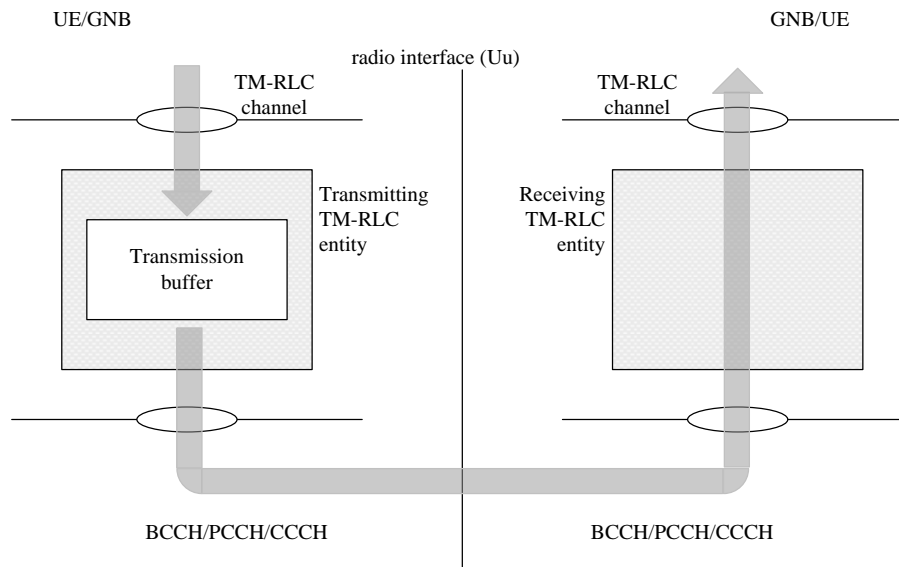 UE/GNB
GNB/UE
radio interface (Uu)
TM-RLC
channel
TM-RLC
channel
Transmitting
TM-RLC
entity
Receiving
TM-RLC
entity
Transmission
buffer
BCCH/PCCH/CCCH
BCCH/PCCH/CCCH